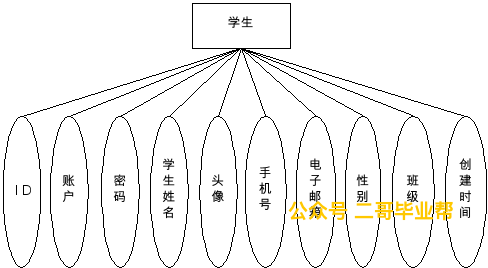 学生
ID
账户
密码
学生姓名
头像
手机号
电子邮箱
性别
班级
创建时间
公众号 二哥毕业帮